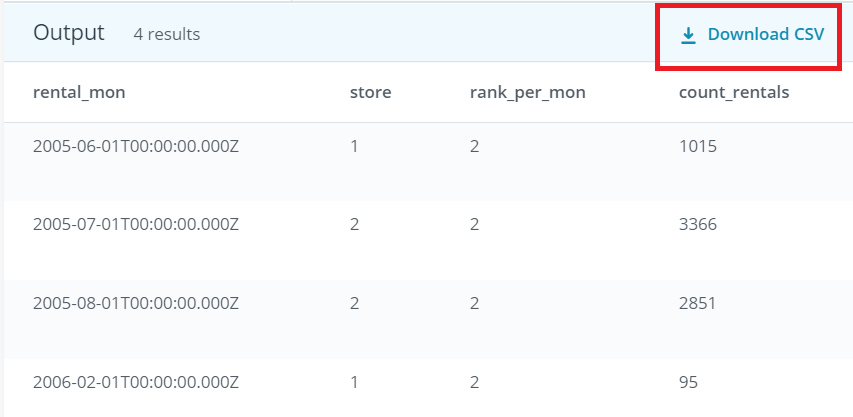 Output 4 results Download CSV
rental_mon store rank_per_mon count_rentals
2005-06-01T00:00:00.000Z 1 2 1015
2005-07-01T00:00:00.000Z 2 2 3366
2005-08-01T00:00:00.000Z 2 2 2851
2006-02-01T00:00:00.000Z 1 2 95